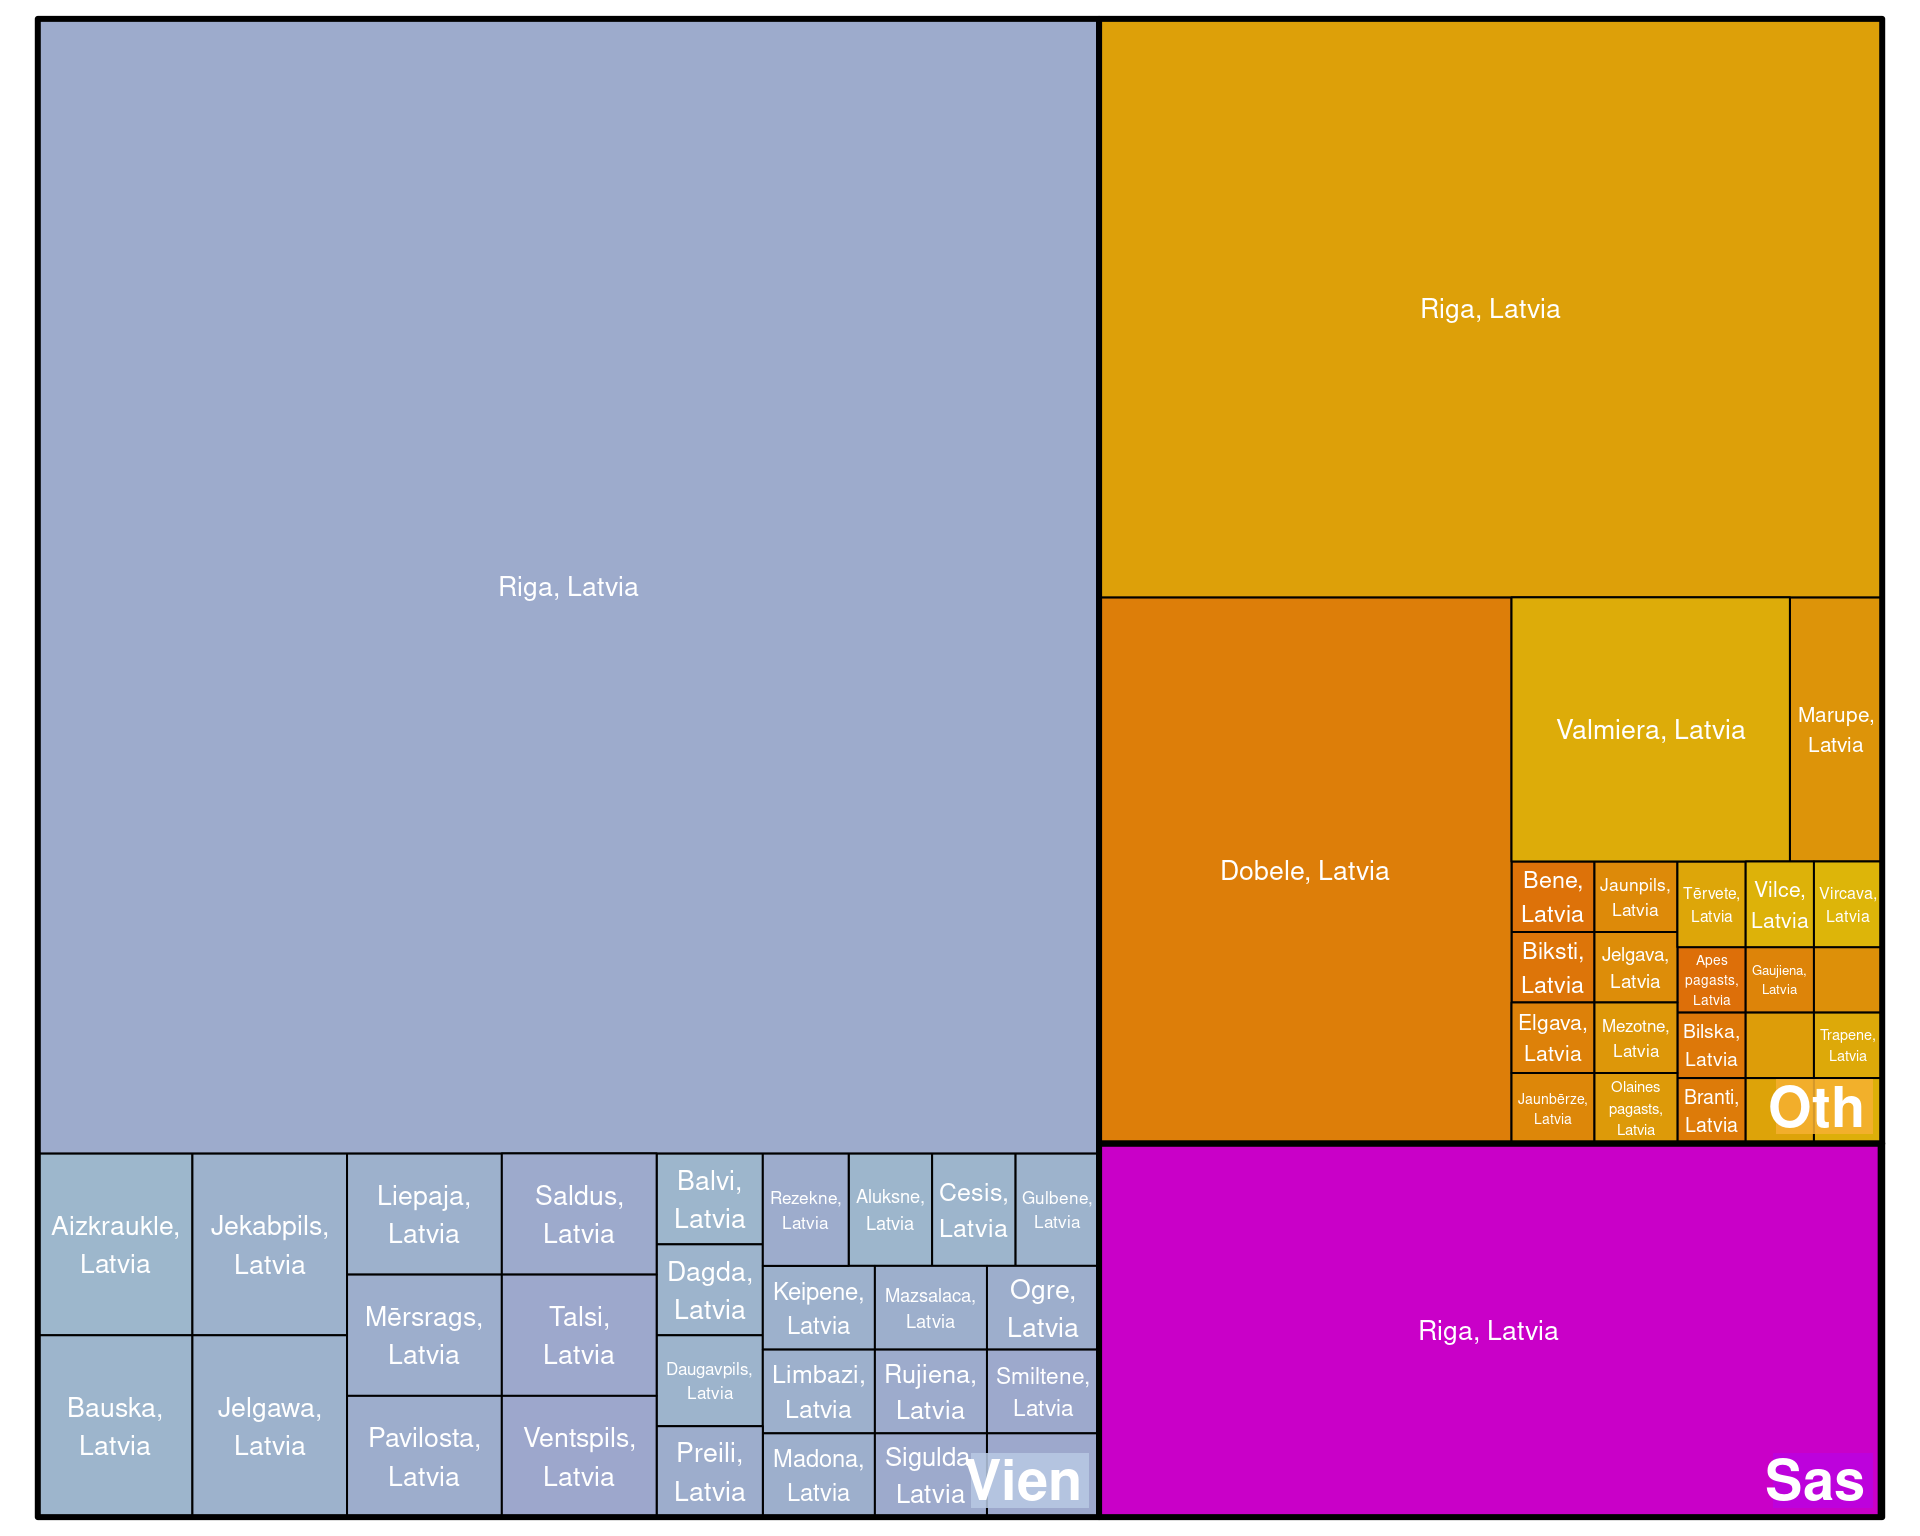 Riga, Latvia
Aizkraukle,
Latvia
Bauska,
Latvia
Jekabpils,
Latvia
Jelgawa,
Latvia
Liepaja,
Latvia
Mērsrags,
Latvia
Pavilosta,
Latvia
Saldus,
Latvia
Talsi,
Latvia
Ventspils,
Latvia
Balvi,
Latvia
Dagda,
Latvia
Daugavpils,
Latvia
Preili,
Latvia
Rezekne,
Latvia
Aluksne,
Latvia
Cesis,
Latvia
Gulbene,
Latvia
Keipene,
Latvia
Mazsalaca,
Latvia
Ogre,
Latvia
Limbazi,
Latvia
Rujiena,
Latvia
Smiltene,
Latvia
Madona,
Latvia
Sigulda,
Latvia
Vien
Riga, Latvia
Dobele, Latvia
Valmiera, Latvia
Marupe,
Latvia
Bene,
Latvia
Biksti,
Latvia
Elgava,
Latvia
Jaunbērze,
Latvia
Jaunpils,
Latvia
Jelgava,
Latvia
Mezotne,
Latvia
Olaines
pagasts,
Latvia
Tērvete,
Latvia
Vilce,
Latvia
Vircava,
Latvia
Apes
pagasts,
Latvia
Gaujiena,
Latvia
Bilska,
Latvia
Trapene,
Latvia
Branti,
Latvia
Oth
Riga, Latvia
Sas